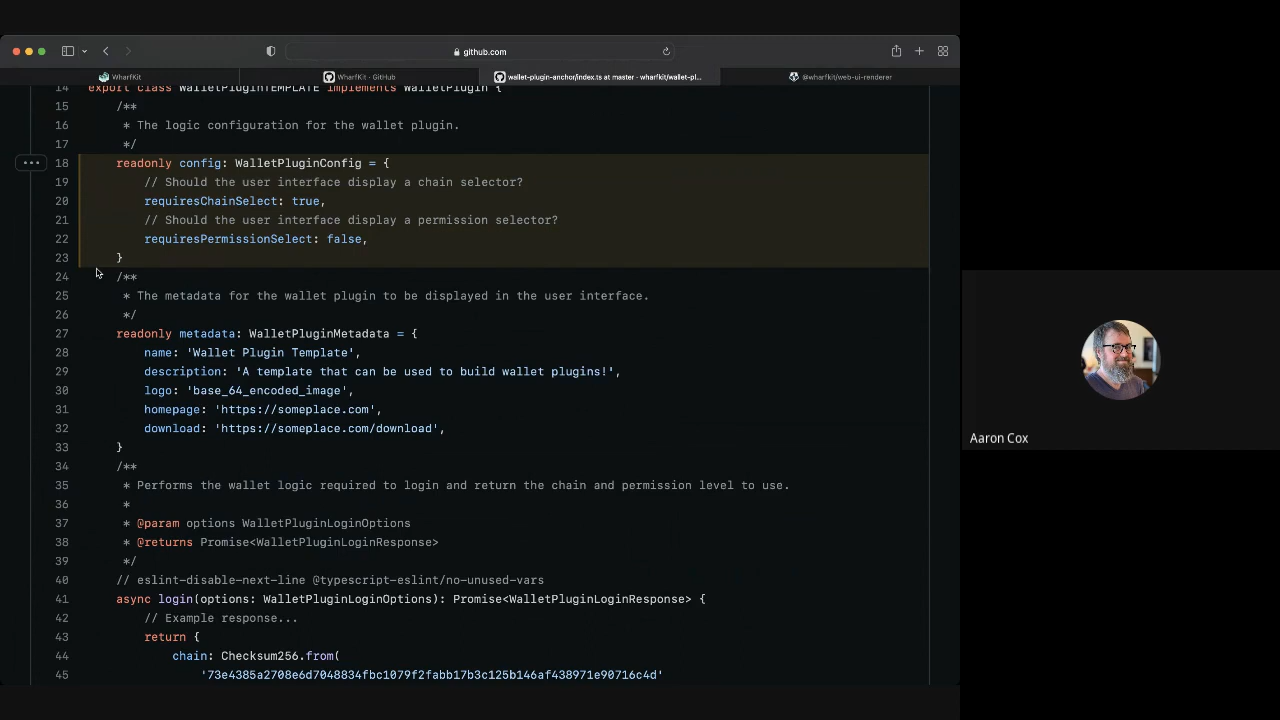 github.com
WharfKit
WharfKit · GitHub
wallet-plugin-anchor/index.ts at master · wharfkit/wallet-pl...
@wharfkit/web-ui-renderer
14 export class WalletPluginTEMPLATE implements WalletPlugin {
15 /**
16 * The logic configuration for the wallet plugin.
17 */
18 readonly config: WalletPluginConfig = {
19 // Should the user interface display a chain selector?
20 requiresChainSelect: true,
21 // Should the user interface display a permission selector?
22 requiresPermissionSelect: false,
23 }
24 /**
25 * The metadata for the wallet plugin to be displayed in the user interface.
26 */
27 readonly metadata: WalletPluginMetadata = {
28 name: 'Wallet Plugin Template',
29 description: 'A template that can be used to build wallet plugins!',
30 logo: 'base_64_encoded_image',
31 homepage: 'https://someplace.com',
32 download: 'https://someplace.com/download',
33 }
34 /**
35 * Performs the wallet logic required to login and return the chain and permission level to use.
36 *
37 * @param options WalletPluginLoginOptions
38 * @returns Promise<WalletPluginLoginResponse>
39 */
40 // eslint-disable-next-line @typescript-eslint/no-unused-vars
41 async login(options: WalletPluginLoginOptions): Promise<WalletPluginLoginResponse> {
42 // Example response...
43 return {
44 chain: Checksum256.from(
45 '73e4385a2708e6d7048834fbc1079f2fabb17b3c125b146af438971e90716c4d'
Aaron Cox